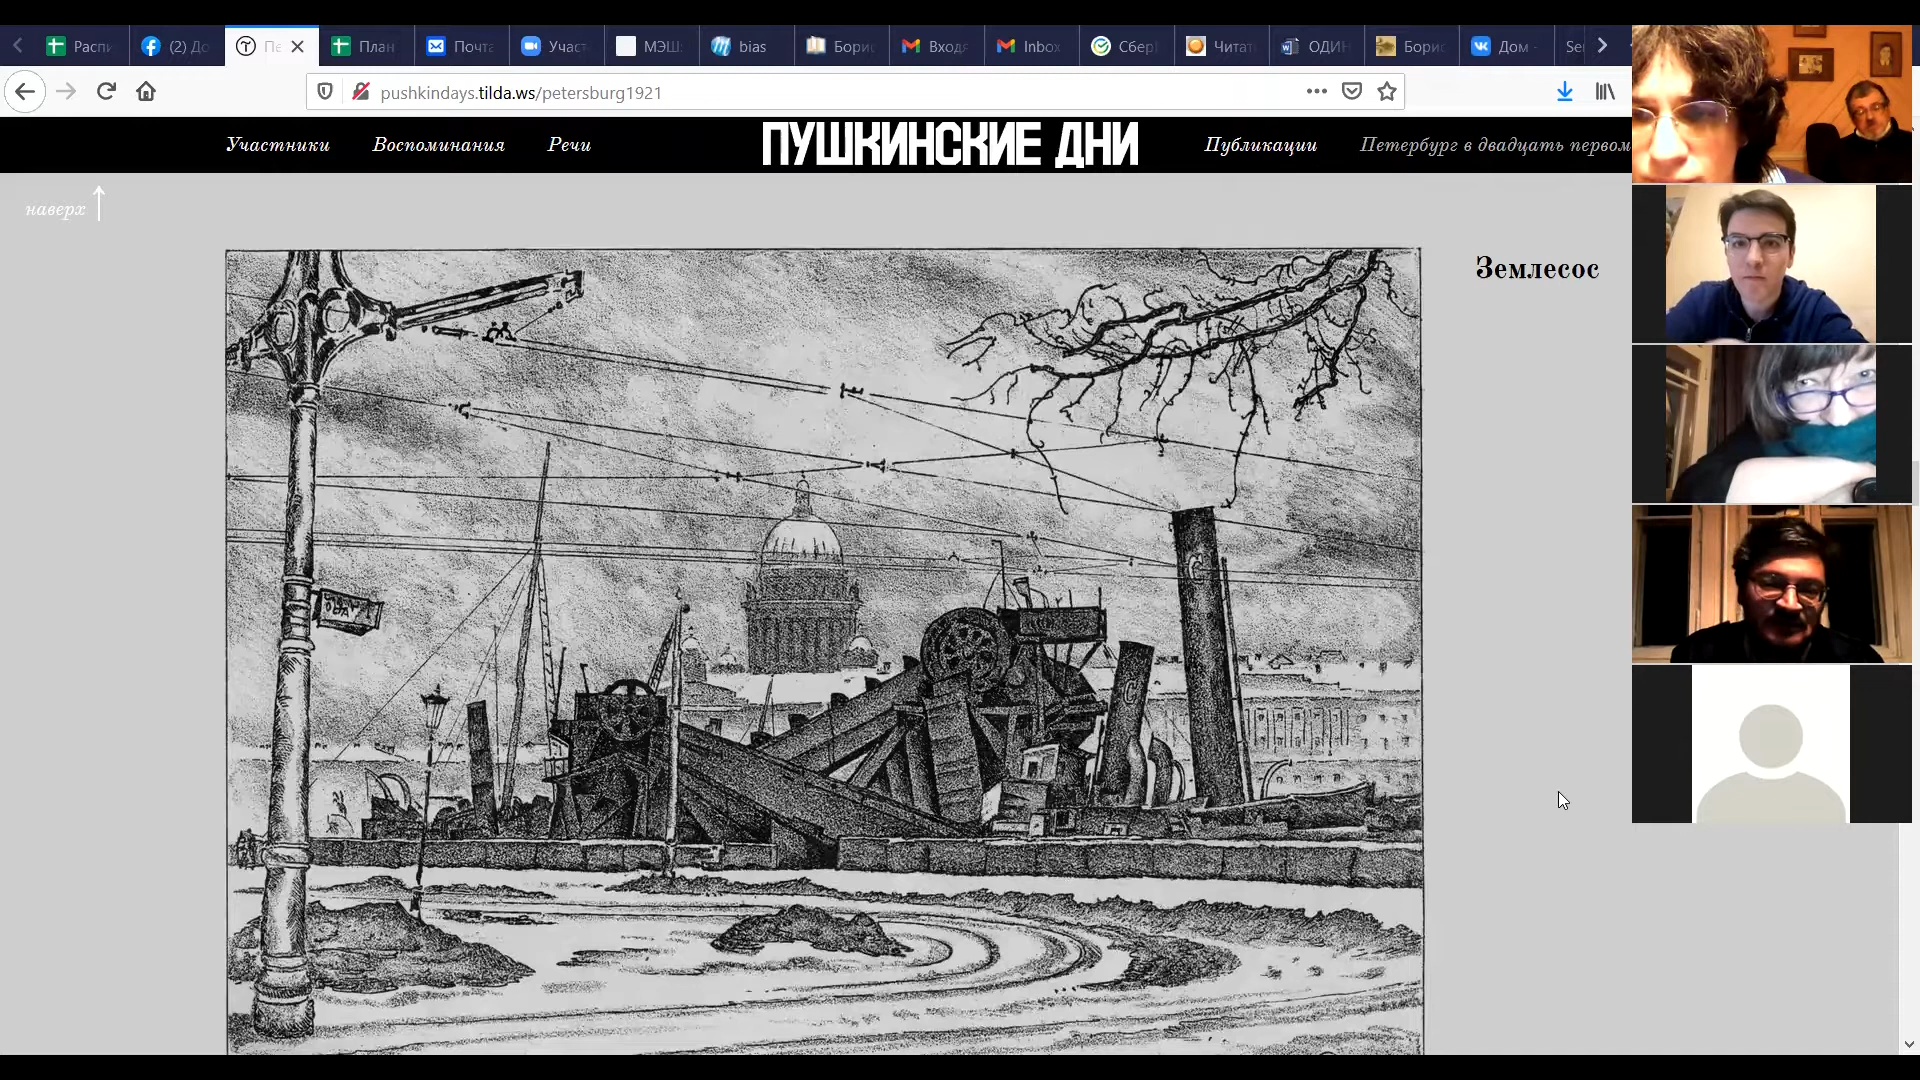 Распи
(2) До
Пе
План
Почта
Участ
МЭШ
bias
Борис
Входя
Inbox
Сбер
Читат
ОДИН
Борис
Дом -
Se
pushkindays.tilda.ws/petersburg1921
Участники
Воспоминания
Речи
ПУШКИНСКИЕ ДНИ
Публикации
Петербург в двадцать первом
наверх
Землесос
С
С